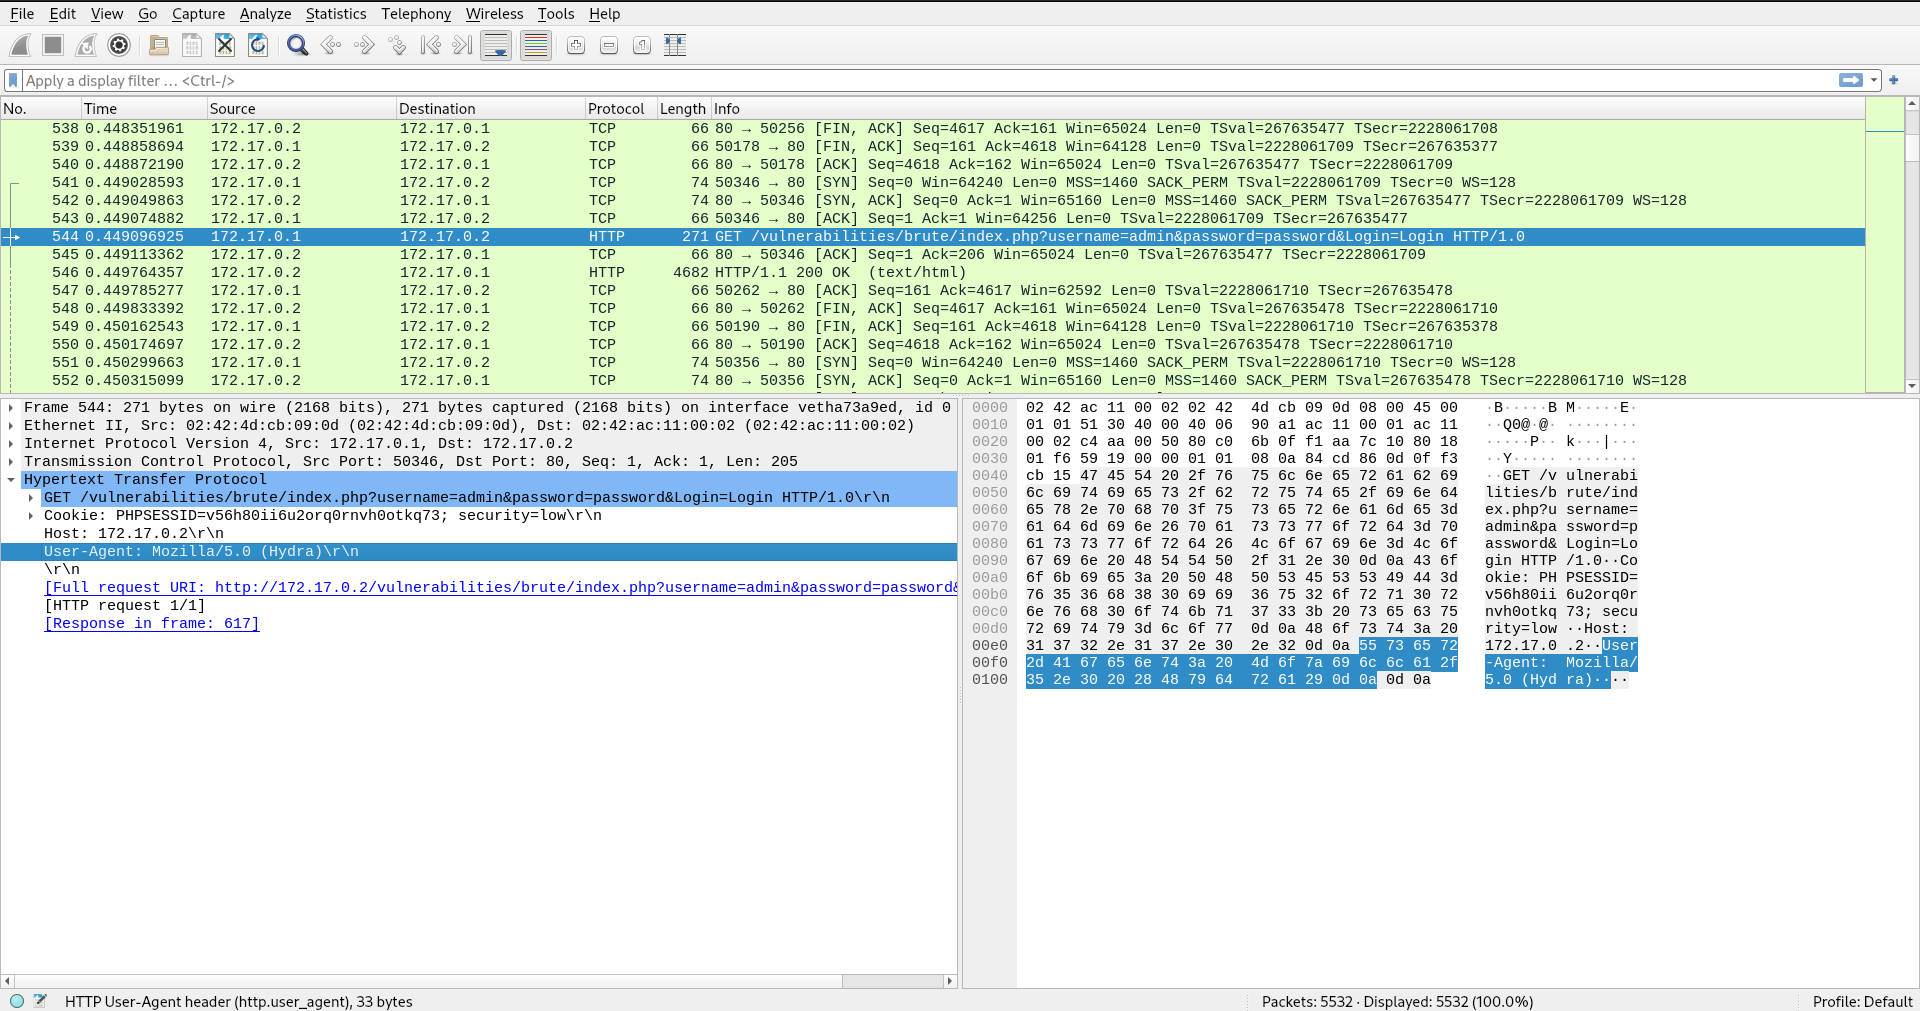 File Edit View Go Capture Analyze Statistics Telephony Wireless Tools Help
Apply a display filter … <Ctrl-/>
No. Time Source Destination Protocol Length Info
538 0.448351961 172.17.0.2 172.17.0.1 TCP 66 80 → 50256 [FIN, ACK] Seq=4617 Ack=161 Win=65024 Len=0 TSval=267635477 TSecr=2228061708
539 0.448858694 172.17.0.1 172.17.0.2 TCP 66 50178 → 80 [FIN, ACK] Seq=161 Ack=4618 Win=64128 Len=0 TSval=2228061709 TSecr=267635377
540 0.448872190 172.17.0.2 172.17.0.1 TCP 66 80 → 50178 [ACK] Seq=4618 Ack=162 Win=65024 Len=0 TSval=267635477 TSecr=2228061709
541 0.449028593 172.17.0.1 172.17.0.2 TCP 74 50346 → 80 [SYN] Seq=0 Win=64240 Len=0 MSS=1460 SACK_PERM TSval=2228061709 TSecr=0 WS=128
542 0.449049863 172.17.0.2 172.17.0.1 TCP 74 80 → 50346 [SYN, ACK] Seq=0 Ack=1 Win=65160 Len=0 MSS=1460 SACK_PERM TSval=267635477 TSecr=2228061709 WS=128
543 0.449074882 172.17.0.1 172.17.0.2 TCP 66 50346 → 80 [ACK] Seq=1 Ack=1 Win=64256 Len=0 TSval=2228061709 TSecr=267635477
544 0.449096925 172.17.0.1 172.17.0.2 HTTP 271 GET /vulnerabilities/brute/index.php?username=admin&password=password&Login=Login HTTP/1.0
545 0.449113362 172.17.0.2 172.17.0.1 TCP 66 80 → 50346 [ACK] Seq=1 Ack=206 Win=65024 Len=0 TSval=267635477 TSecr=2228061709
546 0.449764357 172.17.0.2 172.17.0.1 HTTP 4682 HTTP/1.1 200 OK  (text/html)
547 0.449785277 172.17.0.1 172.17.0.2 TCP 66 50262 → 80 [ACK] Seq=161 Ack=4617 Win=62592 Len=0 TSval=2228061710 TSecr=267635478
548 0.449833392 172.17.0.2 172.17.0.1 TCP 66 80 → 50262 [FIN, ACK] Seq=4617 Ack=161 Win=65024 Len=0 TSval=267635478 TSecr=2228061710
549 0.450162543 172.17.0.1 172.17.0.2 TCP 66 50190 → 80 [FIN, ACK] Seq=161 Ack=4618 Win=64128 Len=0 TSval=2228061710 TSecr=267635378
550 0.450174697 172.17.0.2 172.17.0.1 TCP 66 80 → 50190 [ACK] Seq=4618 Ack=162 Win=65024 Len=0 TSval=267635478 TSecr=2228061710
551 0.450299663 172.17.0.1 172.17.0.2 TCP 74 50356 → 80 [SYN] Seq=0 Win=64240 Len=0 MSS=1460 SACK_PERM TSval=2228061710 TSecr=0 WS=128
552 0.450315099 172.17.0.2 172.17.0.1 TCP 74 80 → 50356 [SYN, ACK] Seq=0 Ack=1 Win=65160 Len=0 MSS=1460 SACK_PERM TSval=267635478 TSecr=2228061710 WS=128
Frame 544: 271 bytes on wire (2168 bits), 271 bytes captured (2168 bits) on interface vetha73a9ed, id 0
Ethernet II, Src: 02:42:4d:cb:09:0d (02:42:4d:cb:09:0d), Dst: 02:42:ac:11:00:02 (02:42:ac:11:00:02)
Internet Protocol Version 4, Src: 172.17.0.1, Dst: 172.17.0.2
Transmission Control Protocol, Src Port: 50346, Dst Port: 80, Seq: 1, Ack: 1, Len: 205
Hypertext Transfer Protocol
GET /vulnerabilities/brute/index.php?username=admin&password=password&Login=Login HTTP/1.0\r\n
Cookie: PHPSESSID=v56h80ii6u2orq0rnvh0otkq73; security=low\r\n
Host: 172.17.0.2\r\n
User-Agent: Mozilla/5.0 (Hydra)\r\n
\r\n
[Full request URI: http://172.17.0.2/vulnerabilities/brute/index.php?username=admin&password=password&
[HTTP request 1/1]
[Response in frame: 617]
0000 02 42 ac 11 00 02 02 42 4d cb 09 0d 08 00 45 00 ·B·····B M·····E·
0010 01 01 51 30 40 00 40 06 90 a1 ac 11 00 01 ac 11 ··Q0@·@· ········
0020 00 02 c4 aa 00 50 80 c0 6b 0f f1 aa 7c 10 80 18 ·····P·· k···|···
0030 01 f6 59 19 00 00 01 01 08 0a 84 cd 86 0d 0f f3 ··Y····· ········
0040 cb 15 47 45 54 20 2f 76 75 6c 6e 65 72 61 62 69 ··GET /v ulnerabi
0050 6c 69 74 69 65 73 2f 62 72 75 74 65 2f 69 6e 64 lities/b rute/ind
0060 65 78 2e 70 68 70 3f 75 73 65 72 6e 61 6d 65 3d ex.php?u sername=
0070 61 64 6d 69 6e 26 70 61 73 73 77 6f 72 64 3d 70 admin&pa ssword=p
0080 61 73 73 77 6f 72 64 26 4c 6f 67 69 6e 3d 4c 6f assword& Login=Lo
0090 67 69 6e 20 48 54 54 50 2f 31 2e 30 0d 0a 43 6f gin HTTP /1.0··Co
00a0 6f 6b 69 65 3a 20 50 48 50 53 45 53 53 49 44 3d okie: PH PSESSID=
00b0 76 35 36 68 38 30 69 69 36 75 32 6f 72 71 30 72 v56h80ii 6u2orq0r
00c0 6e 76 68 30 6f 74 6b 71 37 33 3b 20 73 65 63 75 nvh0otkq 73; secu
00d0 72 69 74 79 3d 6c 6f 77 0d 0a 48 6f 73 74 3a 20 rity=low ··Host:
00e0 31 37 32 2e 31 37 2e 30 2e 32 0d 0a 55 73 65 72 172.17.0 .2··User
00f0 2d 41 67 65 6e 74 3a 20 4d 6f 7a 69 6c 6c 61 2f -Agent: Mozilla/
0100 35 2e 30 20 28 48 79 64 72 61 29 0d 0a 0d 0a 5.0 (Hyd ra)····
HTTP User-Agent header (http.user_agent), 33 bytes
Packets: 5532 · Displayed: 5532 (100.0%)
Profile: Default